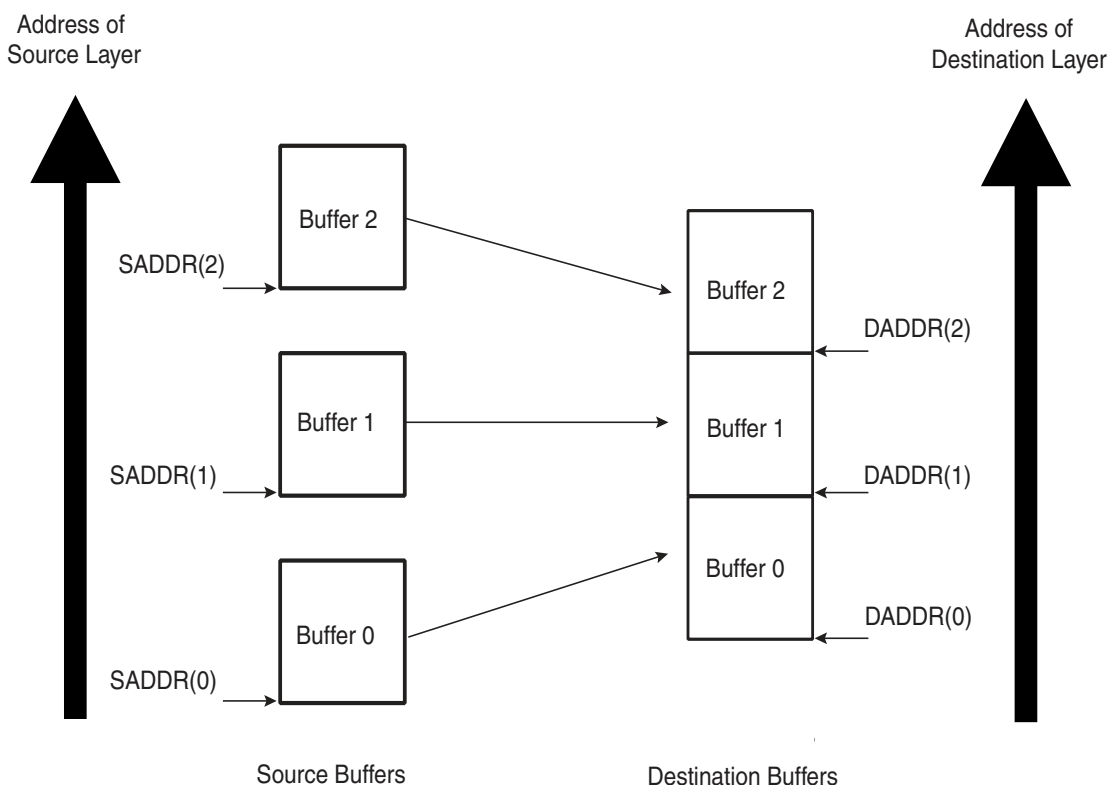 Address of
Source Layer
Address of
Destination Layer
Buffer 2
SADDR(2)
Buffer 2
DADDR(2)
Buffer 1
Buffer 1
SADDR(1)
DADDR(1)
Buffer 0
Buffer 0
DADDR(0)
SADDR(0)
Source Buffers
Destination Buffers